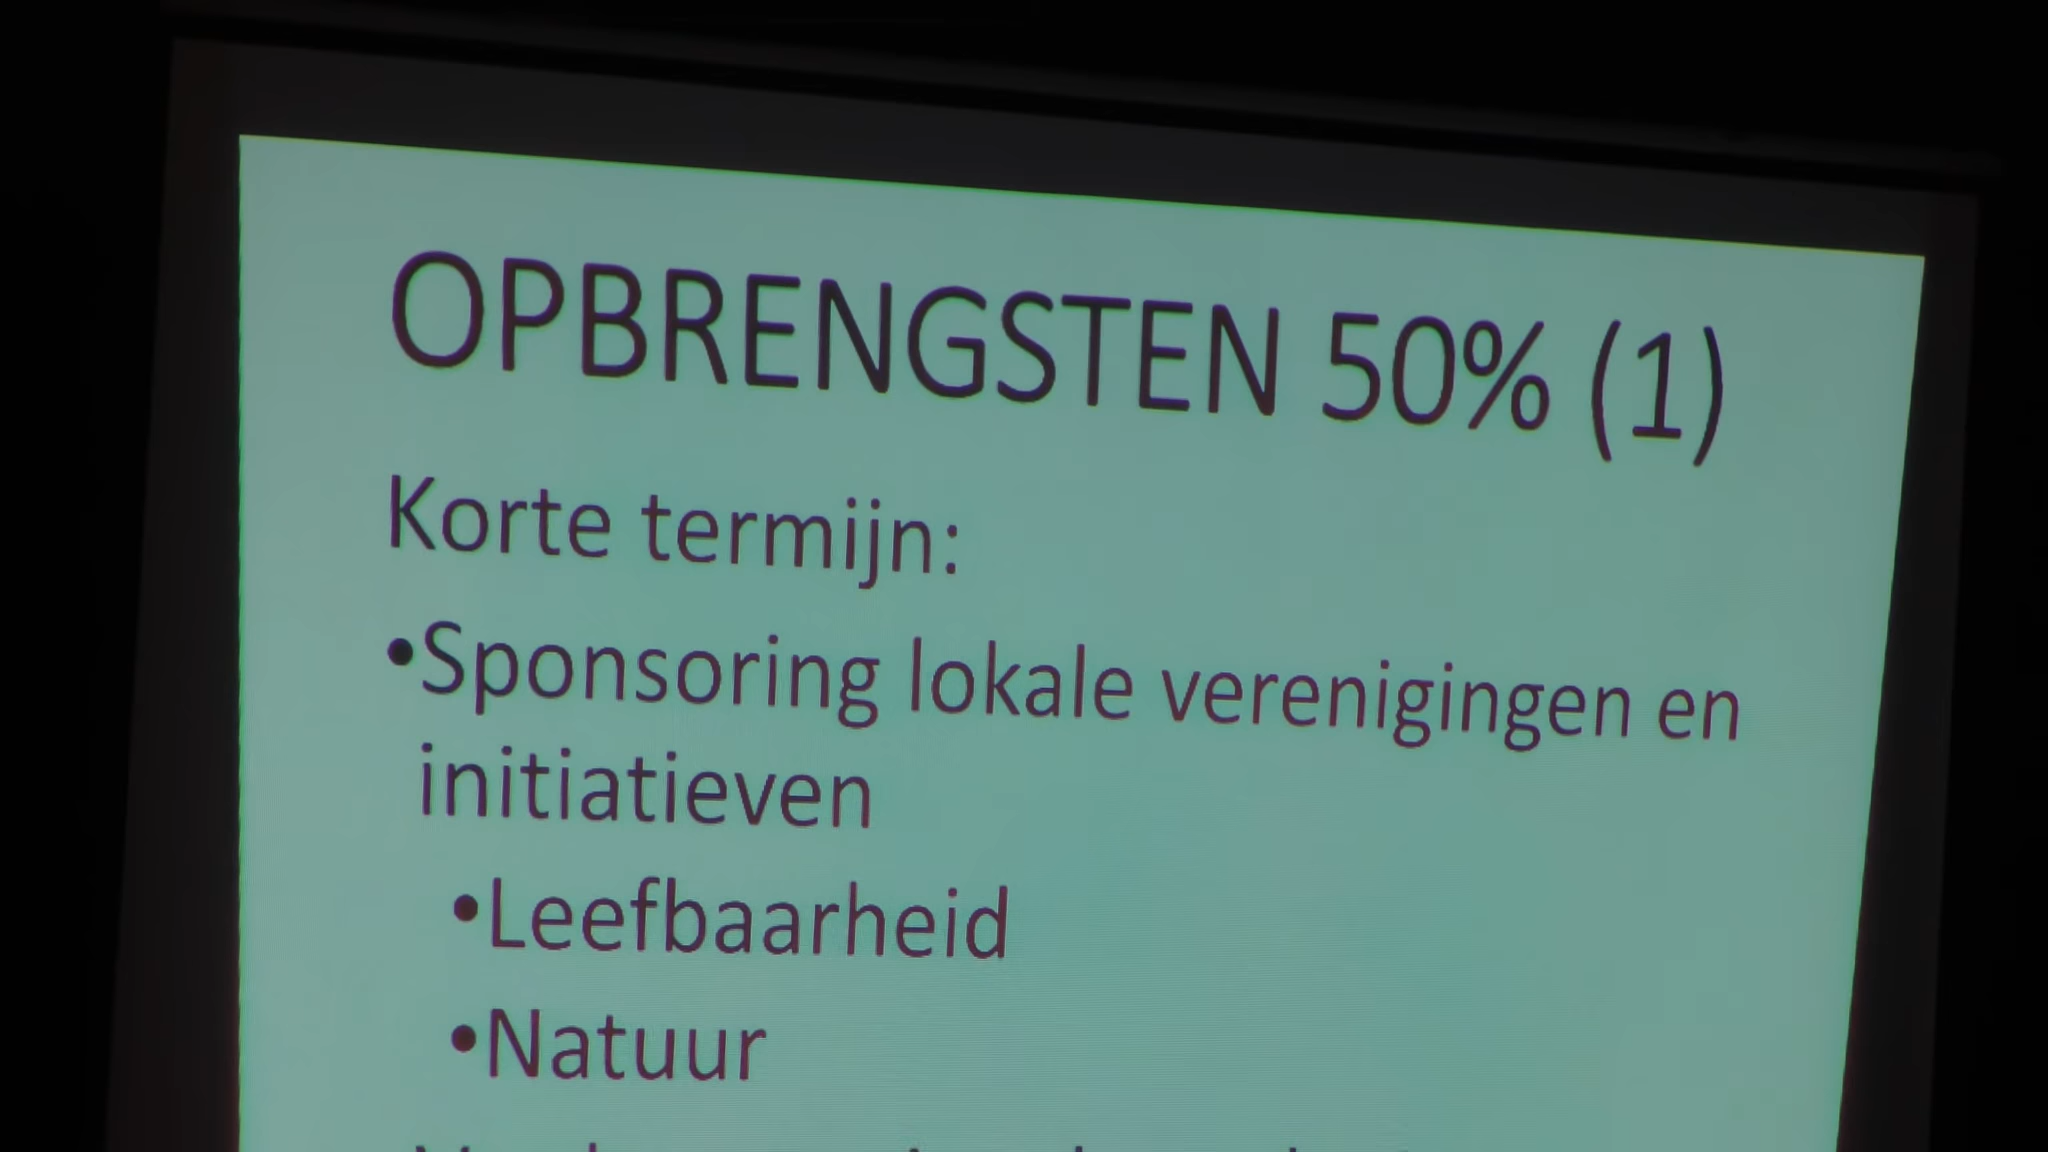 OPBRENGSTEN 50% (1)
Korte termijn:
•Sponsoring lokale verenigingen en
initiatieven
•Leefbaarheid
•Natuur